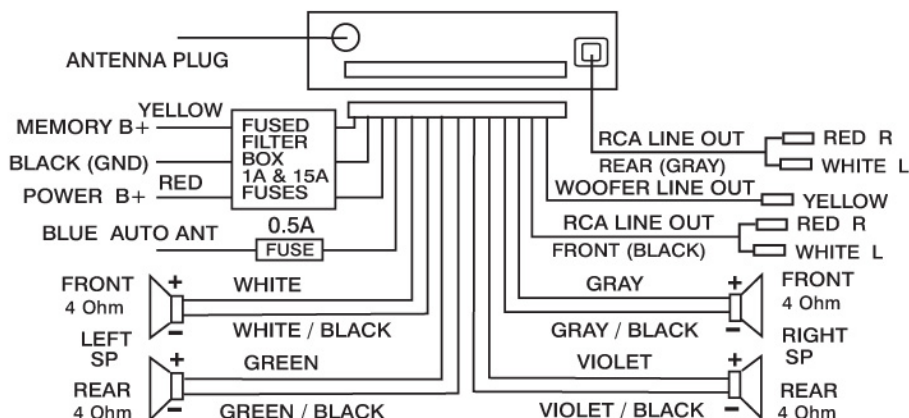 ANTENNA PLUG
YELLOW
MEMORY B+
BLACK (GND)
RED
POWER B+
FUSED
FILTER
BOX
1A & 15A
FUSES
BLUE AUTO ANT
0.5A
FUSE
RCA LINE OUT
REAR (GRAY)
RED R
WHITE L
WOOFER LINE OUT
YELLOW
RCA LINE OUT
FRONT (BLACK)
RED R
WHITE L
FRONT
4 Ohm
+
−
WHITE
WHITE / BLACK
LEFT
SP
REAR
4 Ohm
+
−
GREEN
GREEN / BLACK
GRAY
GRAY / BLACK
+
−
FRONT
4 Ohm
RIGHT
SP
VIOLET
VIOLET / BLACK
+
−
REAR
4 Ohm